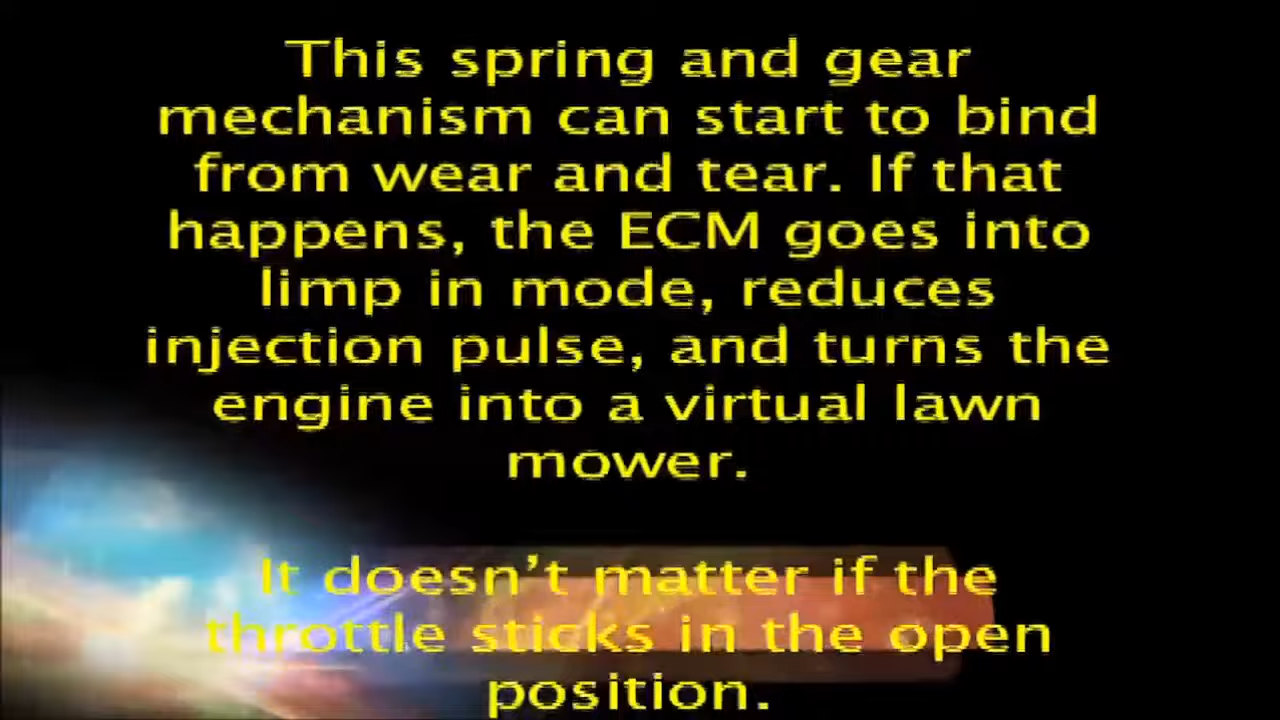 This spring and gear
mechanism can start to bind
from wear and tear. If that
happens, the ECM goes into
limp in mode, reduces
injection pulse, and turns the
engine into a virtual lawn
mower.
It doesn’t matter if the
throttle sticks in the open
position.